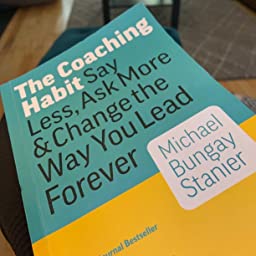 The Coaching
Habit Say
Less, Ask More
& Change the
Way You Lead
Forever
Michael
Bungay
Stanier
Journal Bestseller